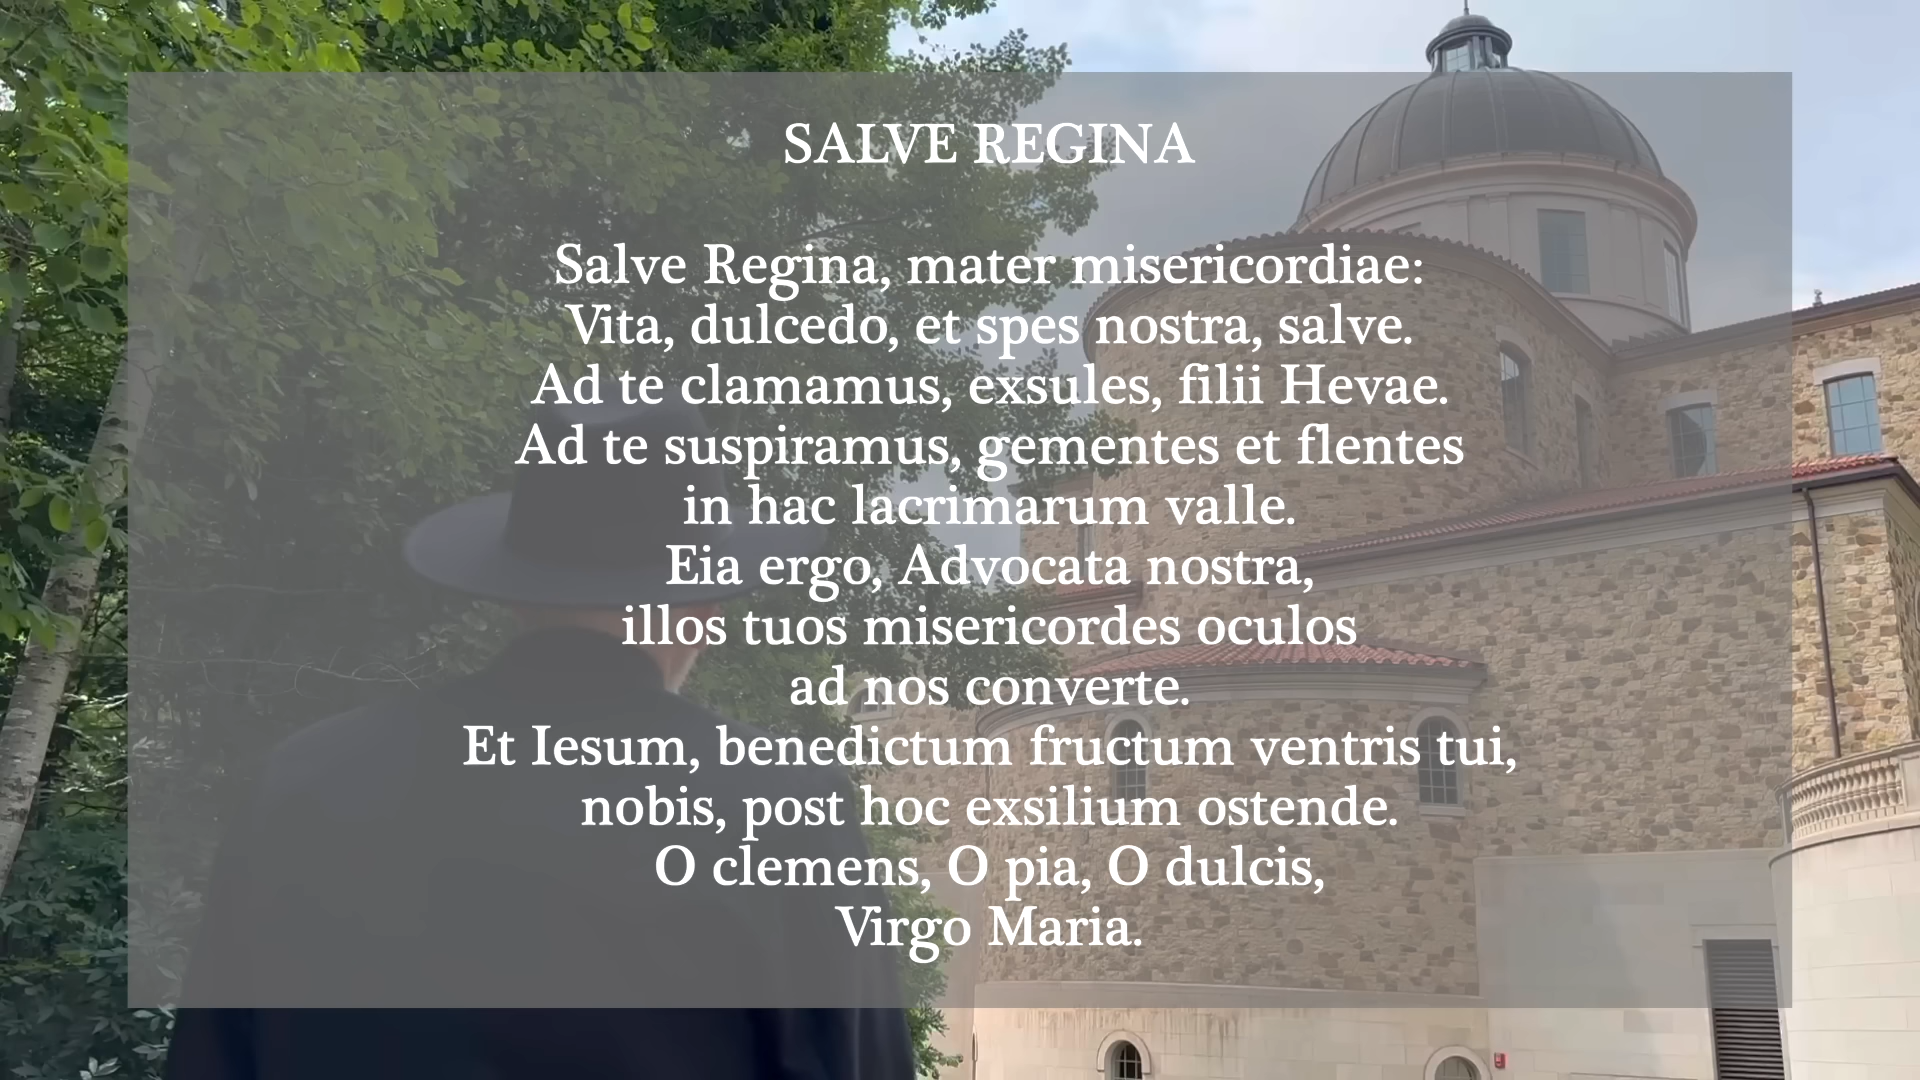 SALVE REGINA
Salve Regina, mater misericordiae:
Vita, dulcedo, et spes nostra, salve.
Ad te clamamus, exsules, filii Hevae.
Ad te suspiramus, gementes et flentes
in hac lacrimarum valle.
Eia ergo, Advocata nostra,
illos tuos misericordes oculos
ad nos converte.
Et Iesum, benedictum fructum ventris tui,
nobis, post hoc exsilium ostende.
O clemens, O pia, O dulcis,
Virgo Maria.